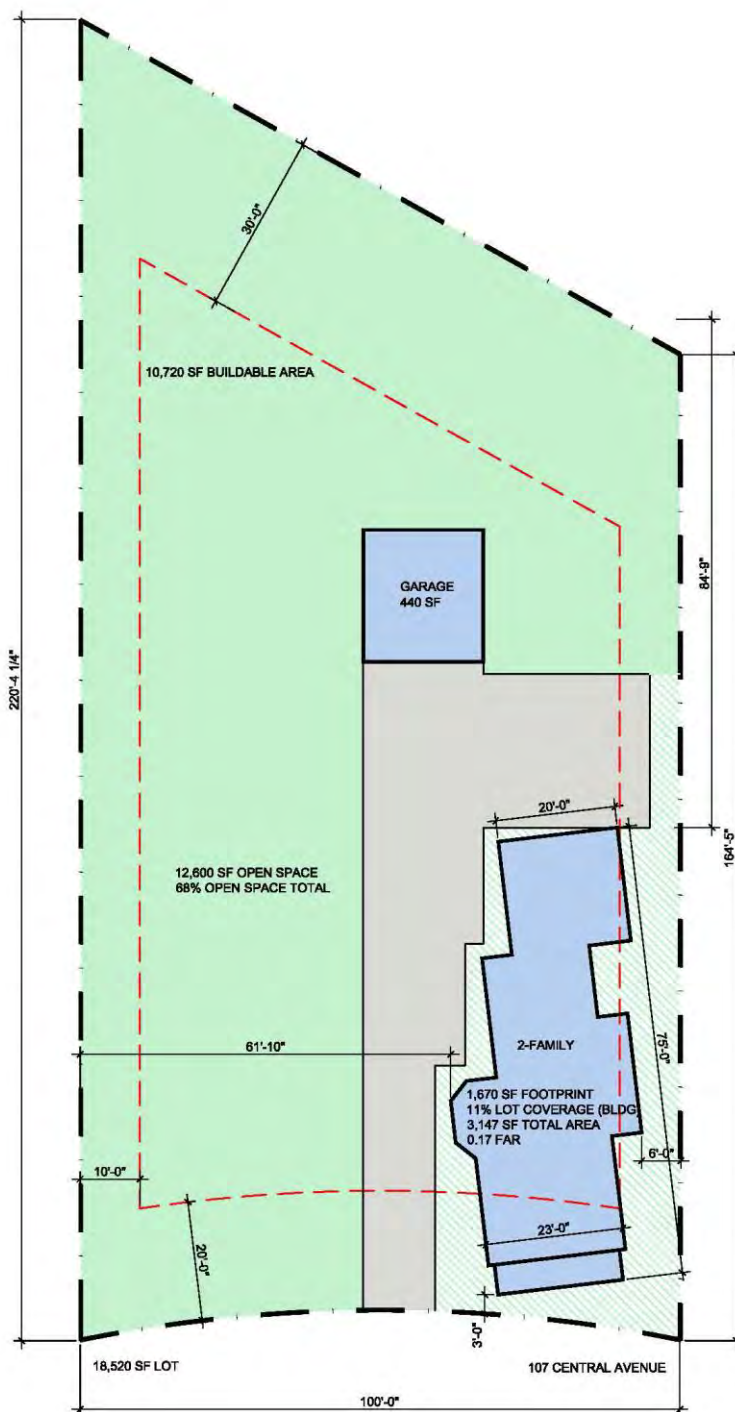 30'-0"
10,720 SF BUILDABLE AREA
84'-9"
GARAGE
440 SF
220'-4 1/4"
20'-0"
164'-5"
12,600 SF OPEN SPACE
68% OPEN SPACE TOTAL
61'-10"
2-FAMILY
75'-0"
1,670 SF FOOTPRINT
11% LOT COVERAGE (BLDG
3,147 SF TOTAL AREA
0.17 FAR
10'-0"
6'-0"
20'-0"
23'-0"
3'-0"
18,520 SF LOT
107 CENTRAL AVENUE
100'-0"